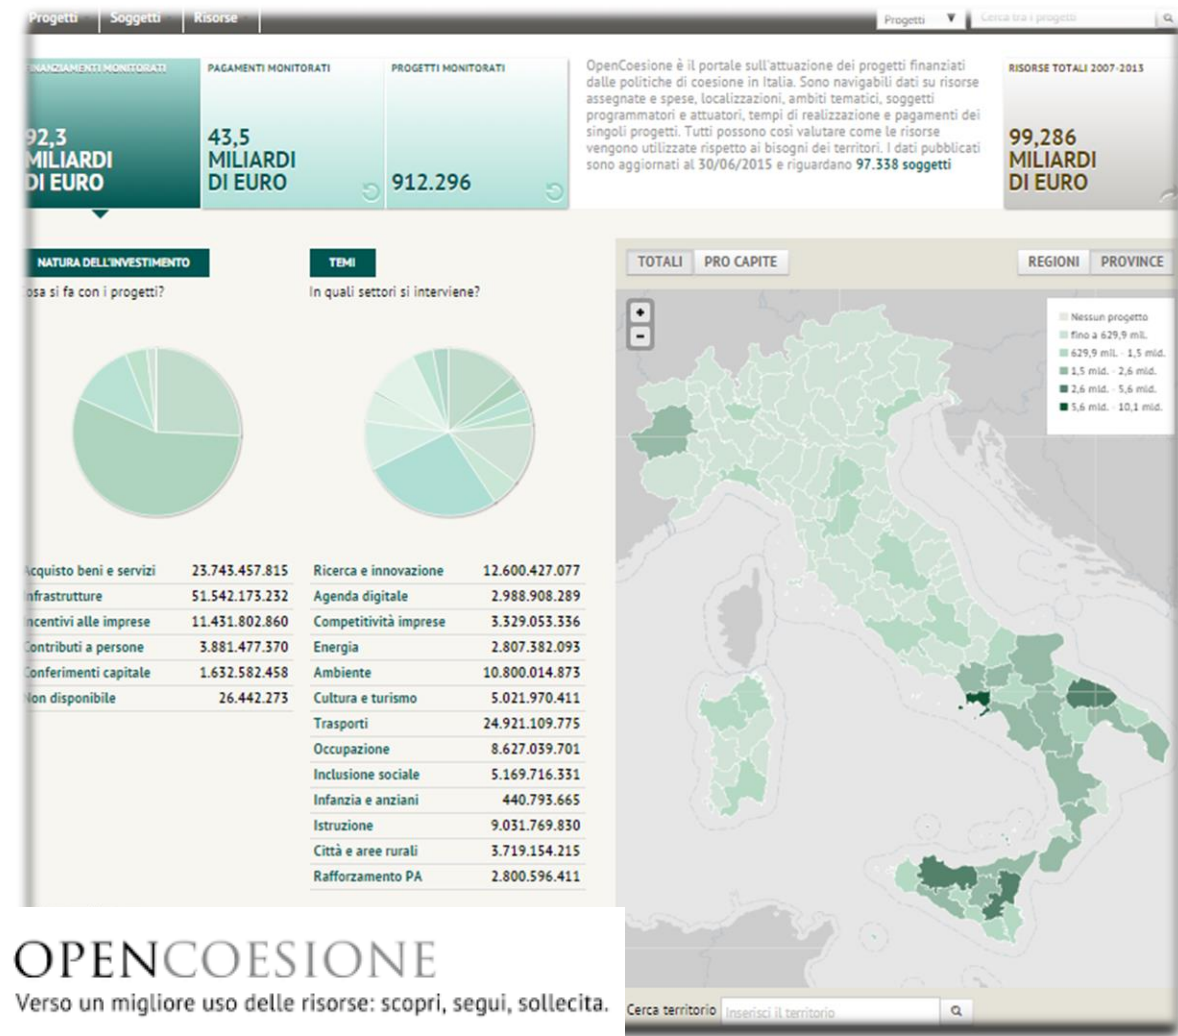 Progetti
Soggetti
Risorse
Progetti
Cerca tra i progetti
FINANZIAMENTI MONITORATI
92,3
MILIARDI
DI EURO
PAGAMENTI MONITORATI
43,5
MILIARDI
DI EURO
PROGETTI MONITORATI
912.296
OpenCoesione è il portale sull'attuazione dei progetti finanziati
dalle politiche di coesione in Italia. Sono navigabili dati su risorse
assegnate e spese, localizzazioni, ambiti tematici, soggetti
programmatori e attuatori, tempi di realizzazione e pagamenti dei
singoli progetti. Tutti possono così valutare come le risorse
vengono utilizzate rispetto ai bisogni dei territori. I dati pubblicati
sono aggiornati al 30/06/2015 e riguardano 97.338 soggetti
RISORSE TOTALI 2007-2013
99,286
MILIARDI
DI EURO
NATURA DELL'INVESTIMENTO
Cosa si fa con i progetti?
TEMI
In quali settori si interviene?
Acquisto beni e servizi 23.743.457.815
Infrastrutture 51.542.173.232
Incentivi alle imprese 11.431.802.860
Contributi a persone 3.881.477.370
Conferimenti capitale 1.632.582.458
Non disponibile 26.442.273
Ricerca e innovazione 12.600.427.077
Agenda digitale 2.988.908.289
Competitività imprese 3.329.053.336
Energia 2.807.382.093
Ambiente 10.800.014.873
Cultura e turismo 5.021.970.411
Trasporti 24.921.109.775
Occupazione 8.627.039.701
Inclusione sociale 5.169.716.331
Infanzia e anziani 440.793.665
Istruzione 9.031.769.830
Città e aree rurali 3.719.154.215
Rafforzamento PA 2.800.596.411
TOTALI
PRO CAPITE
REGIONI
PROVINCE
+
-
Nessun progetto
fino a 629,9 mil.
629,9 mil. - 1,5 mld.
1,5 mld. - 2,6 mld.
2,6 mld. - 5,6 mld.
5,6 mld. - 10,1 mld.
Cerca territorio
Inserisci il territorio
OPENCOESIONE
Verso un migliore uso delle risorse: scopri, segui, sollecita.